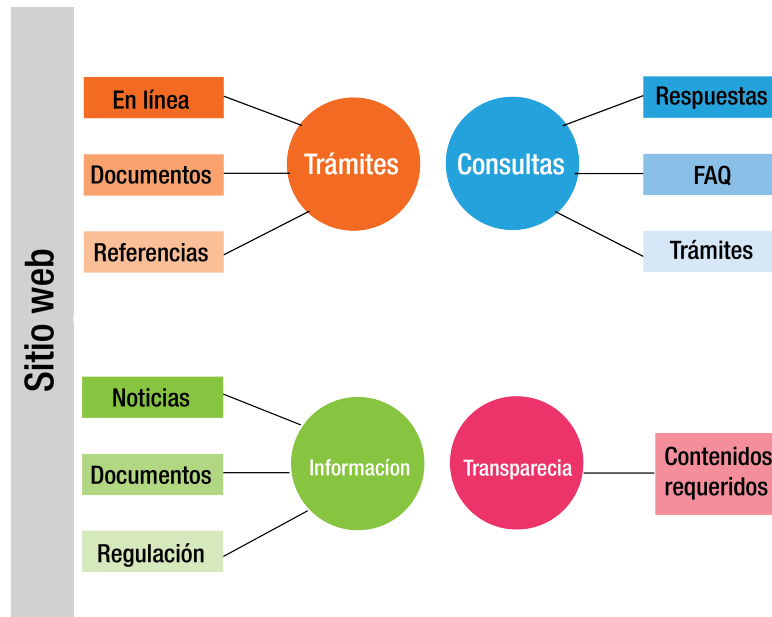 Sitio web
En línea
Documentos
Referencias
Trámites
Consultas
Respuestas
FAQ
Trámites
Noticias
Documentos
Regulación
Informacíon
Transparecia
Contenidos
requeridos